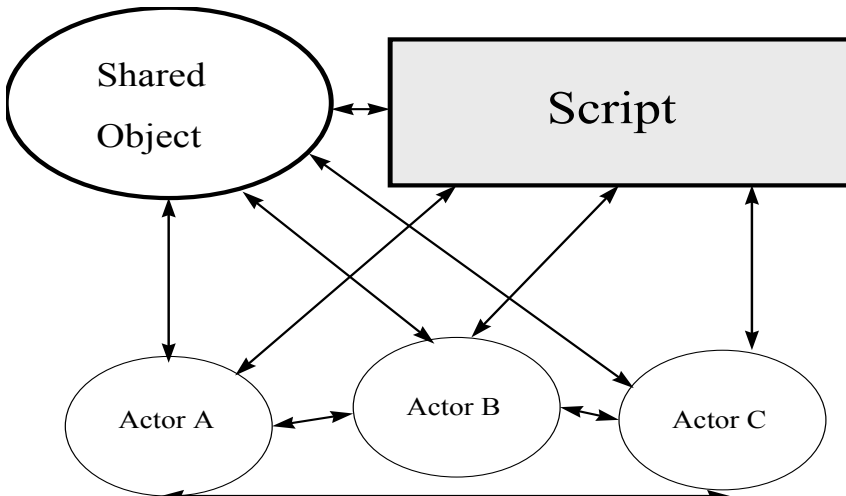 Shared
Object
Script
Actor A
Actor B
Actor C